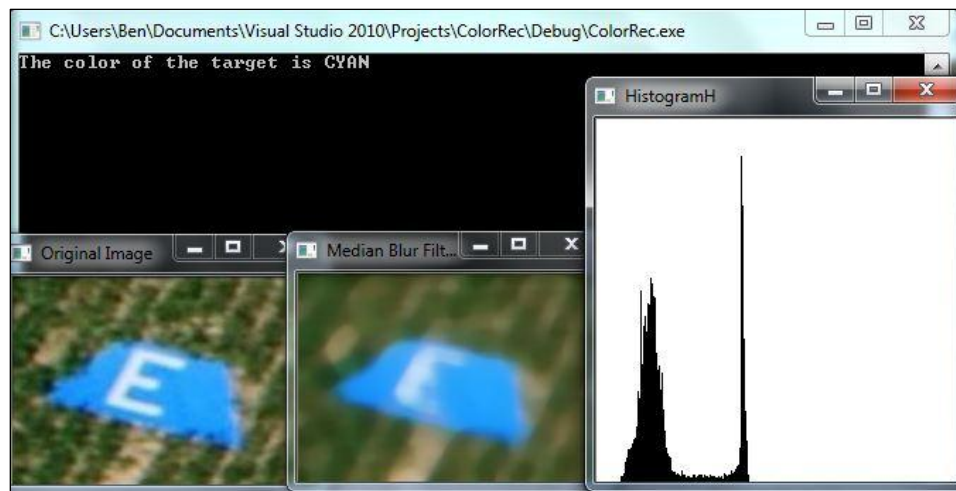 C:\Users\Ben\Documents\Visual Studio 2010\Projects\ColorRec\Debug\ColorRec.exe
The color of the target is CYAN
HistogramH
Original Image
Median Blur Filt...
E
E